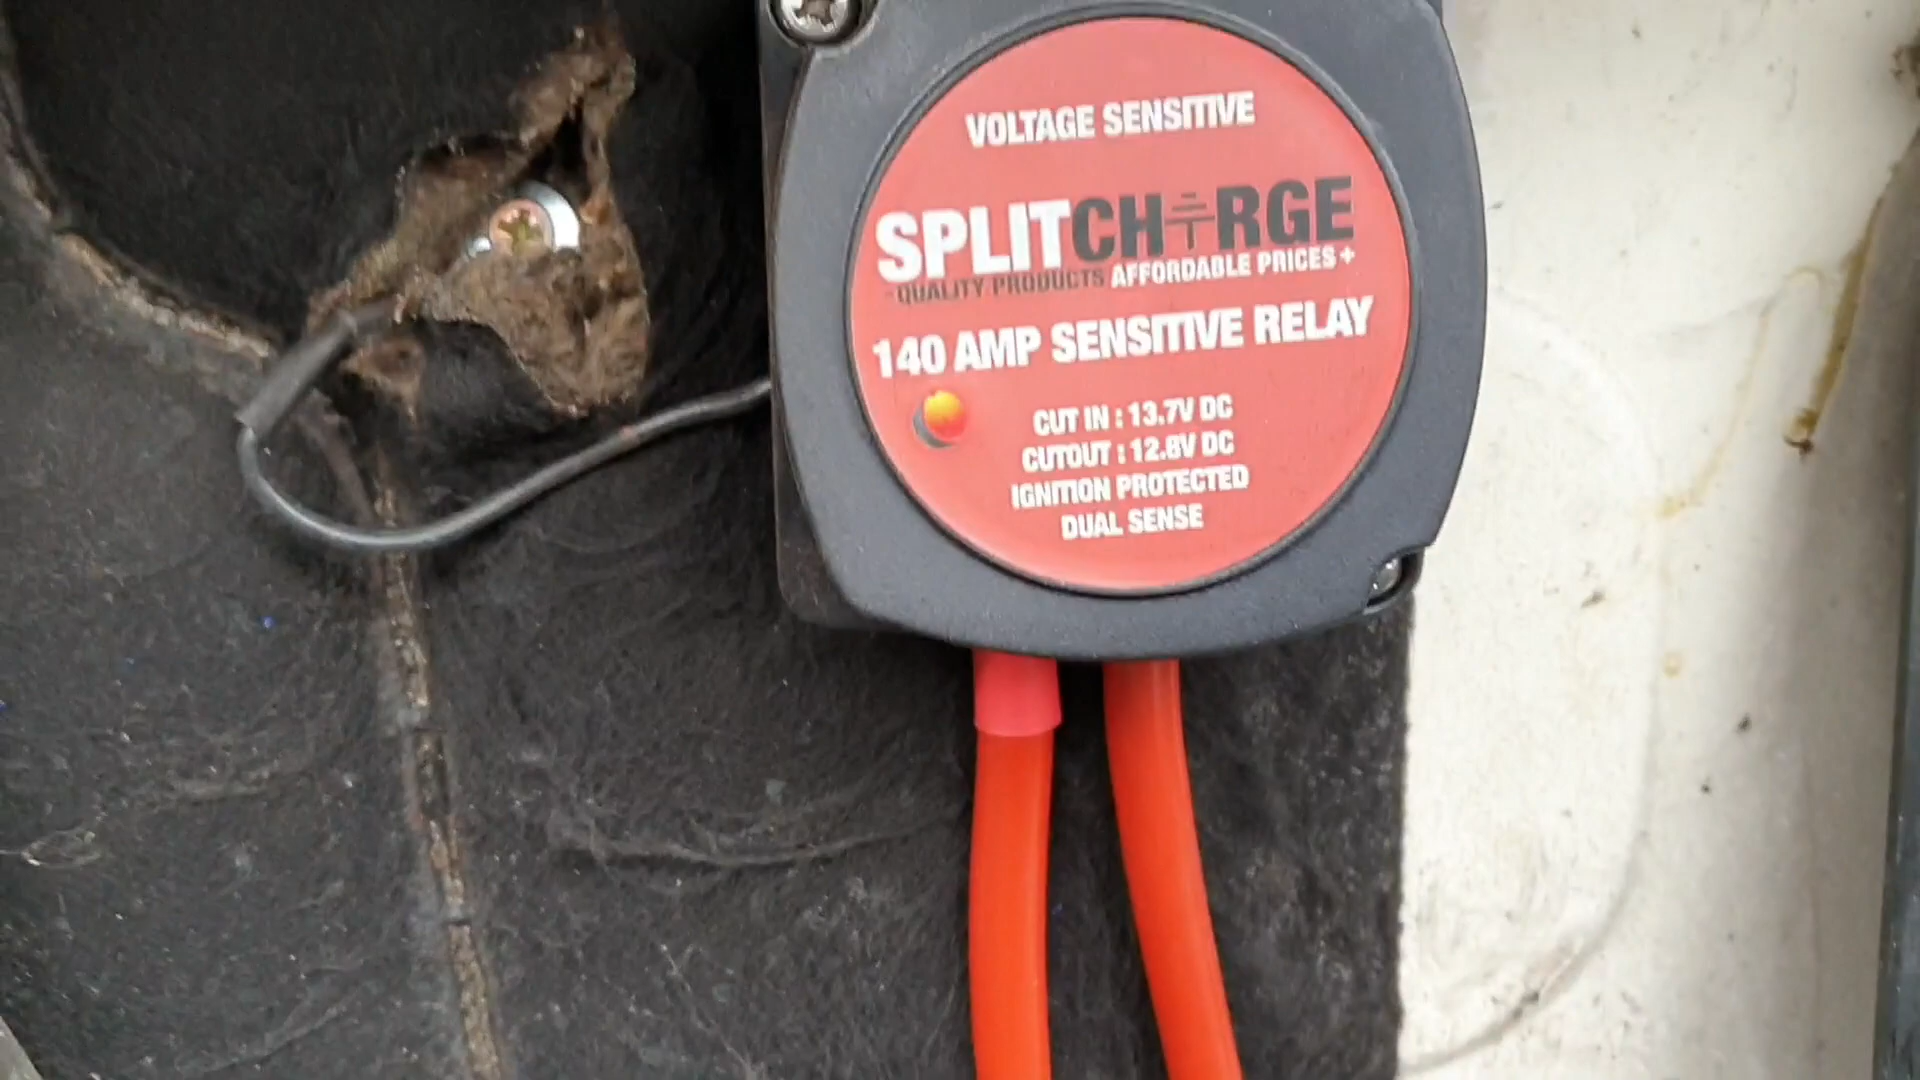 VOLTAGE SENSITIVE
SPLITCHARGE
-QUALITY PRODUCTS AFFORDABLE PRICES+
140 AMP SENSITIVE RELAY
CUT IN : 13.7V DC
CUTOUT : 12.8V DC
IGNITION PROTECTED
DUAL SENSE